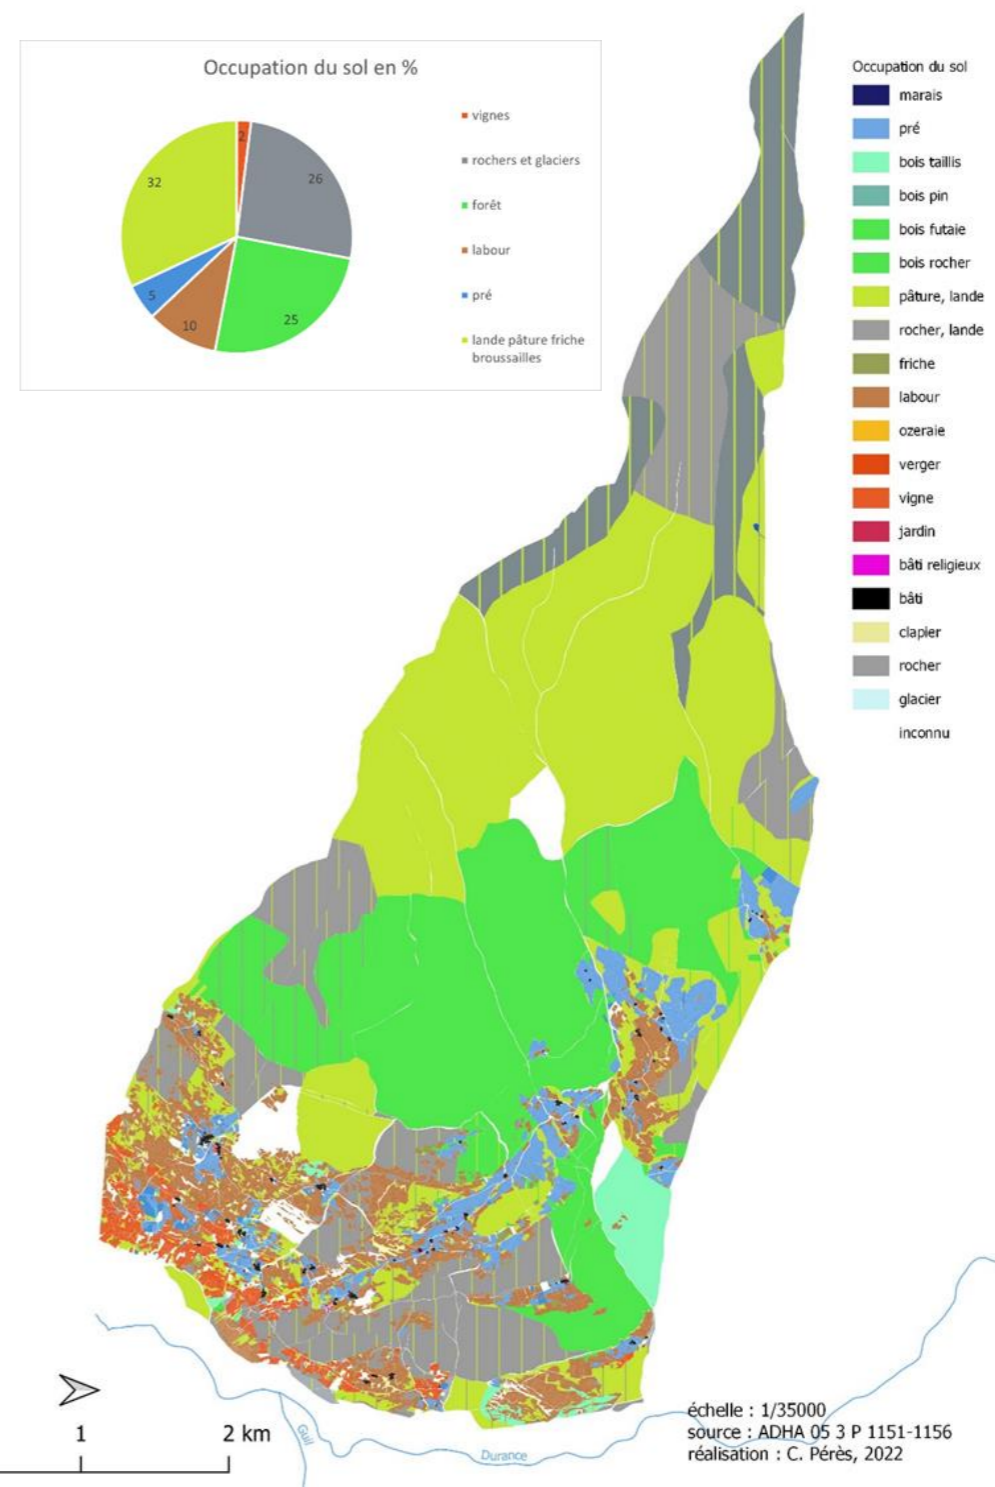 Occupation du sol en %
2
26
25
10
5
32
vignes
rochers et glaciers
forêt
labour
pré
lande pâture friche
broussailles
Occupation du sol
marais
pré
bois taillis
bois pin
bois futaie
bois rocher
pâture, lande
rocher, lande
friche
labour
ozeraie
verger
vigne
jardin
bâti religieux
bâti
clapier
rocher
glacier
inconnu
1
2 km
Guil
Durance
échelle : 1/35000
source : ADHA 05 3 P 1151-1156
réalisation : C. Pérès, 2022